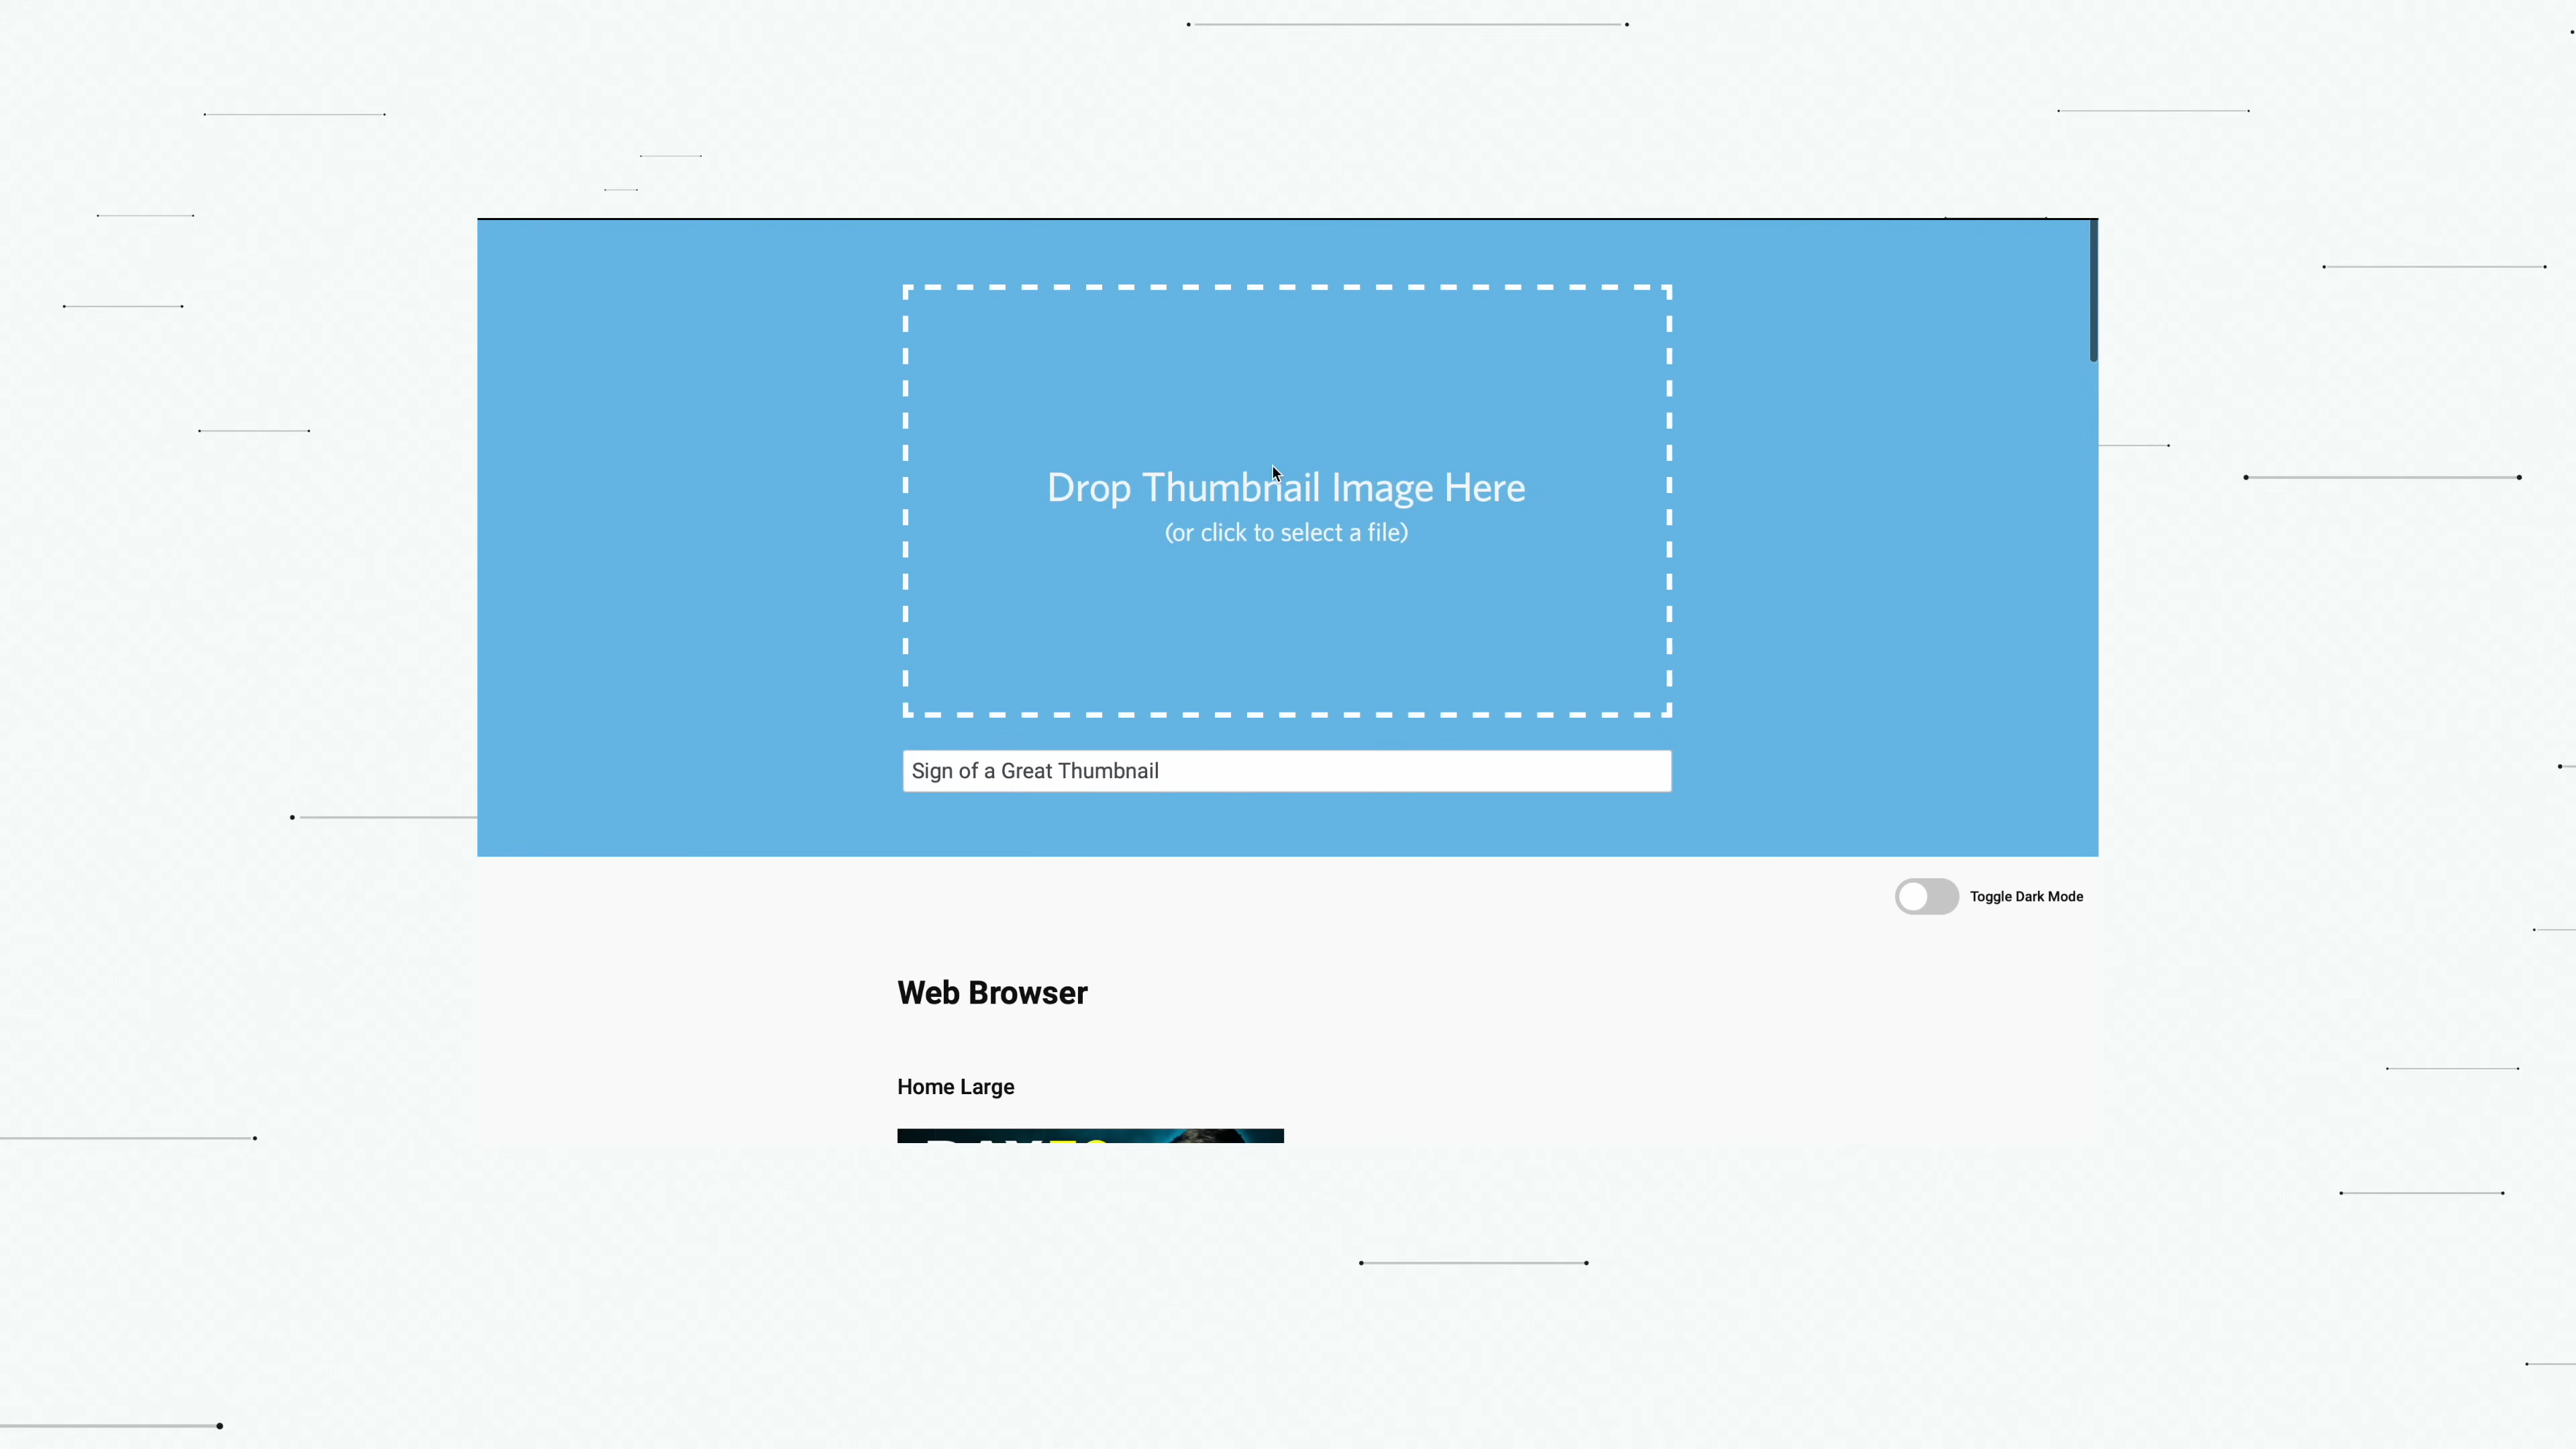 Drop Thumbnail Image Here
(or click to select a file)
Sign of a Great Thumbnail
Toggle Dark Mode
Web Browser
Home Large